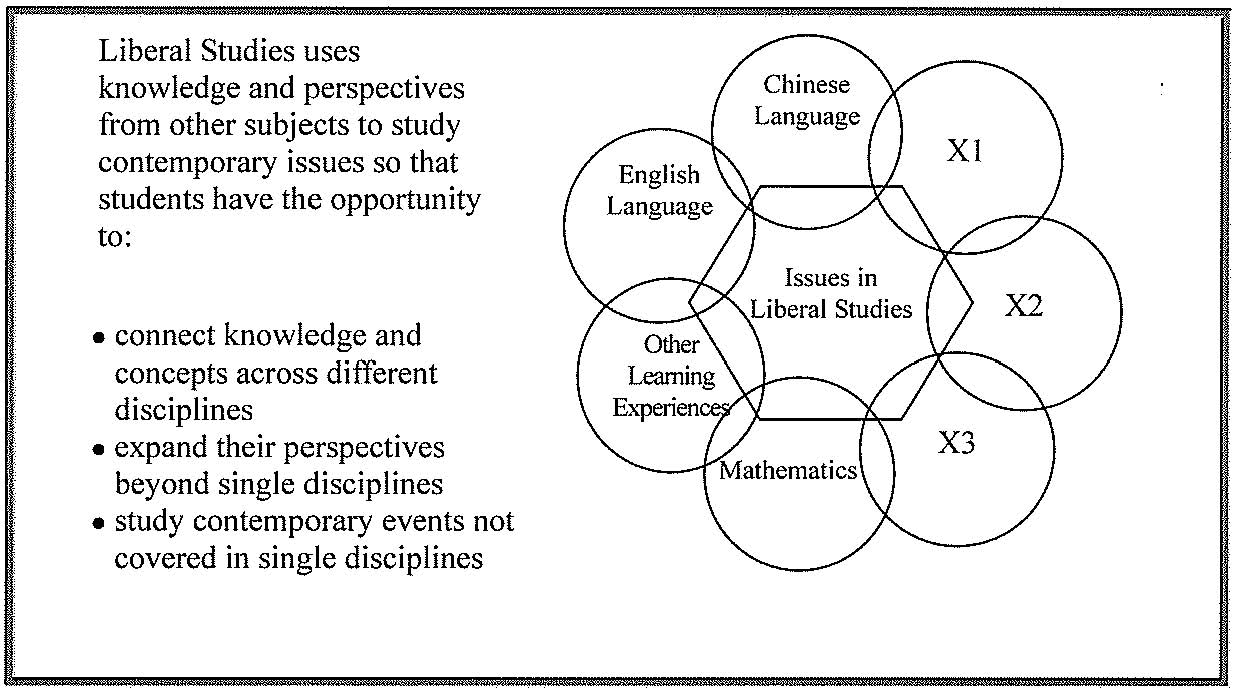 Liberal Studies uses
knowledge and perspectives
from other subjects to study
contemporary issues so that
students have the opportunity
to:
• connect knowledge and
concepts across different
disciplines
• expand their perspectives
beyond single disciplines
• study contemporary events not
covered in single disciplines
Chinese
Language
X1
English
Language
Issues in
Liberal Studies
X2
Other
Learning
Experiences
X3
Mathematics